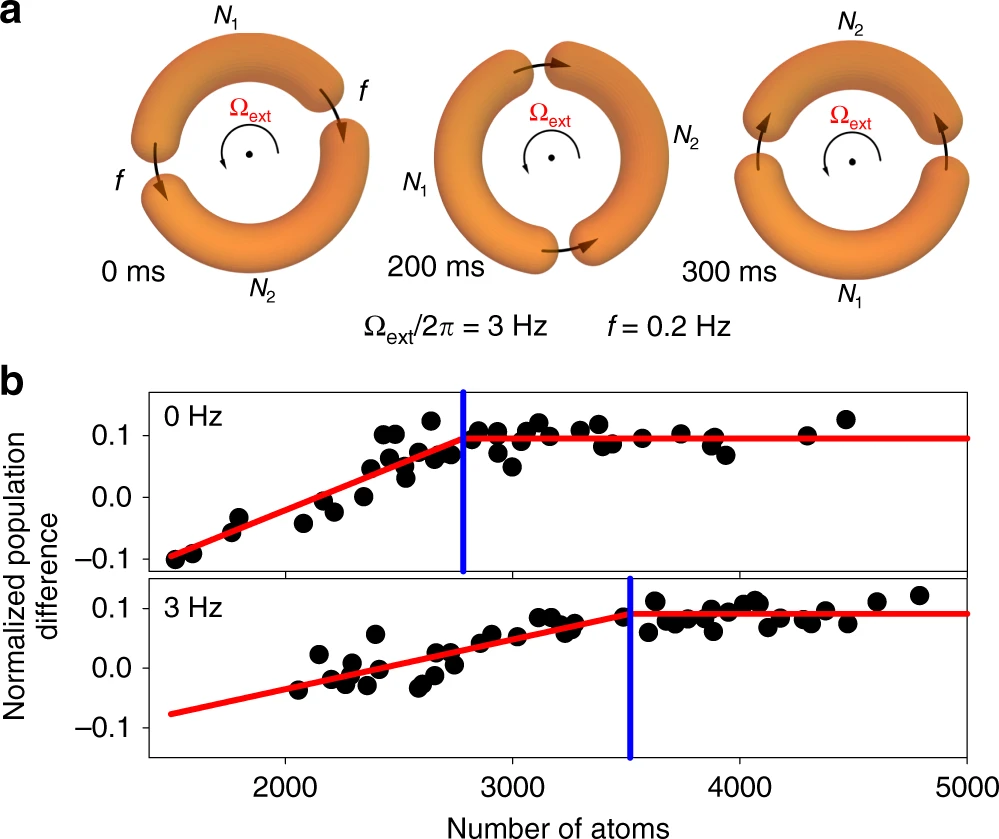 a
N₁
N₂
f
Ωext
Ωext
Ωext
N₂
f
N₁
0 ms
200 ms
300 ms
N₂
N₁
Ωext/2π = 3 Hz f = 0.2 Hz
b
Normalized population
difference
0 Hz
0.1
0.0
−0.1
3 Hz
0.1
0.0
−0.1
2000 3000 4000 5000
Number of atoms